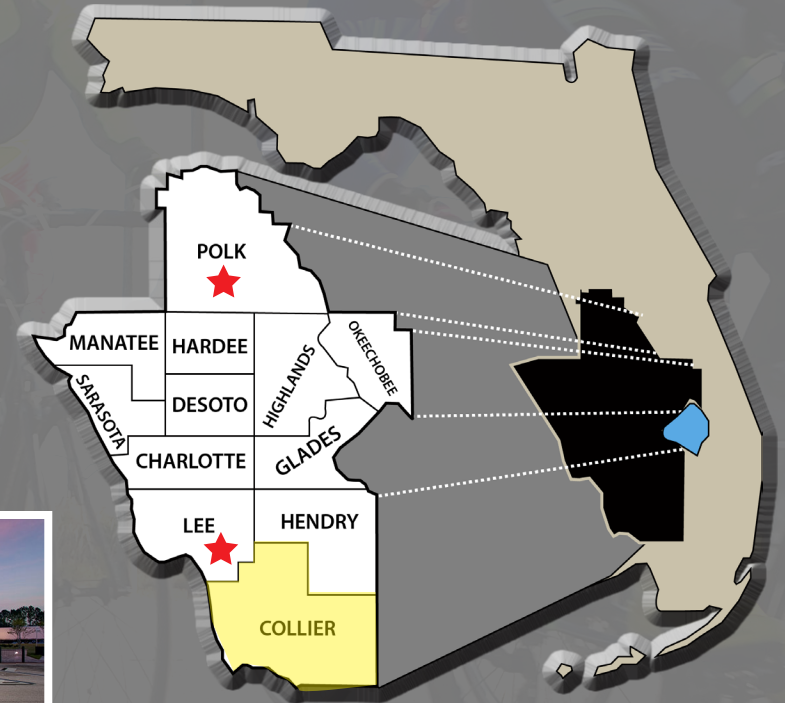 POLK
MANATEE
HARDEE
HIGHLANDS
OKEECHOBEE
SARASOTA
DESOTO
CHARLOTTE
GLADES
LEE
HENDRY
COLLIER